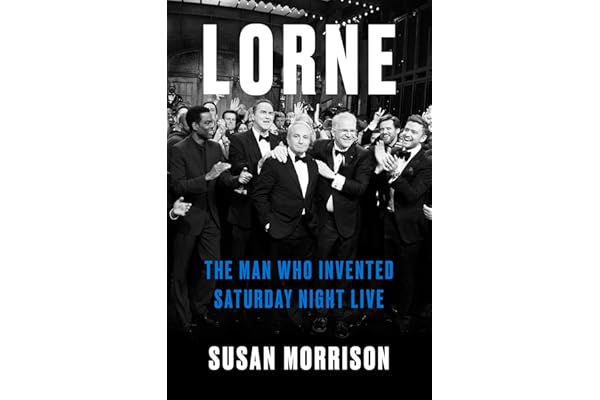 LORNE
THE MAN WHO INVENTED
SATURDAY NIGHT LIVE
SUSAN MORRISON